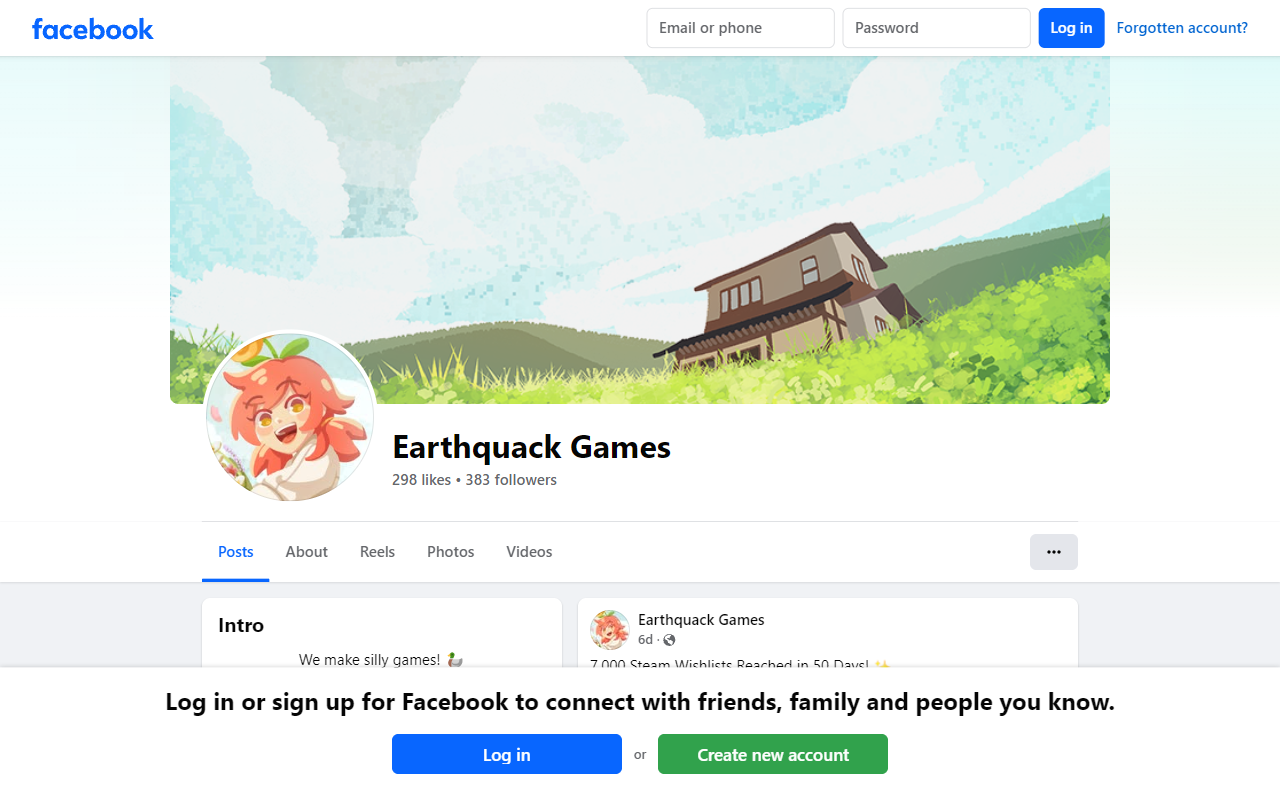 facebook
Email or phone
Password
Log in
Forgotten account?
Earthquack Games
298 likes • 383 followers
Posts
About
Reels
Photos
Videos
Intro
We make silly games! 🦆
Earthquack Games
6d ·
7,000 Steam Wishlists Reached in 50 Days! ✨
Log in or sign up for Facebook to connect with friends, family and people you know.
Log in
or
Create new account